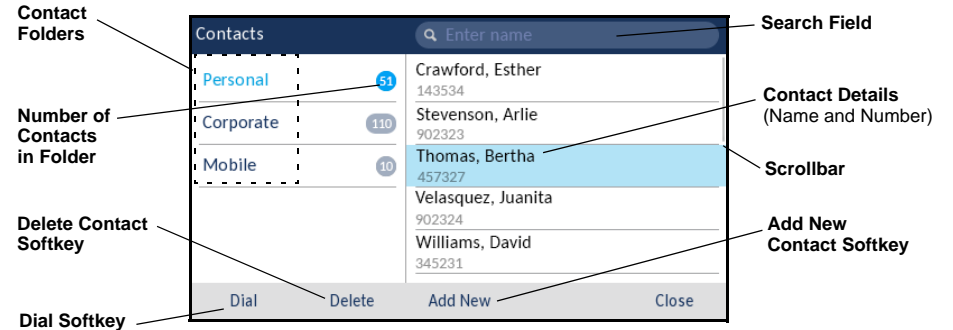 Contact
Folders
Number of
Contacts
in Folder
Delete Contact
Softkey
Dial Softkey
Contacts
Enter name
Personal
51
Corporate
110
Mobile
10
Crawford, Esther
143534
Stevenson, Arlie
902323
Thomas, Bertha
457327
Velasquez, Juanita
902324
Williams, David
345231
Dial
Delete
Add New
Close
Search Field
Contact Details
(Name and Number)
Scrollbar
Add New
Contact Softkey